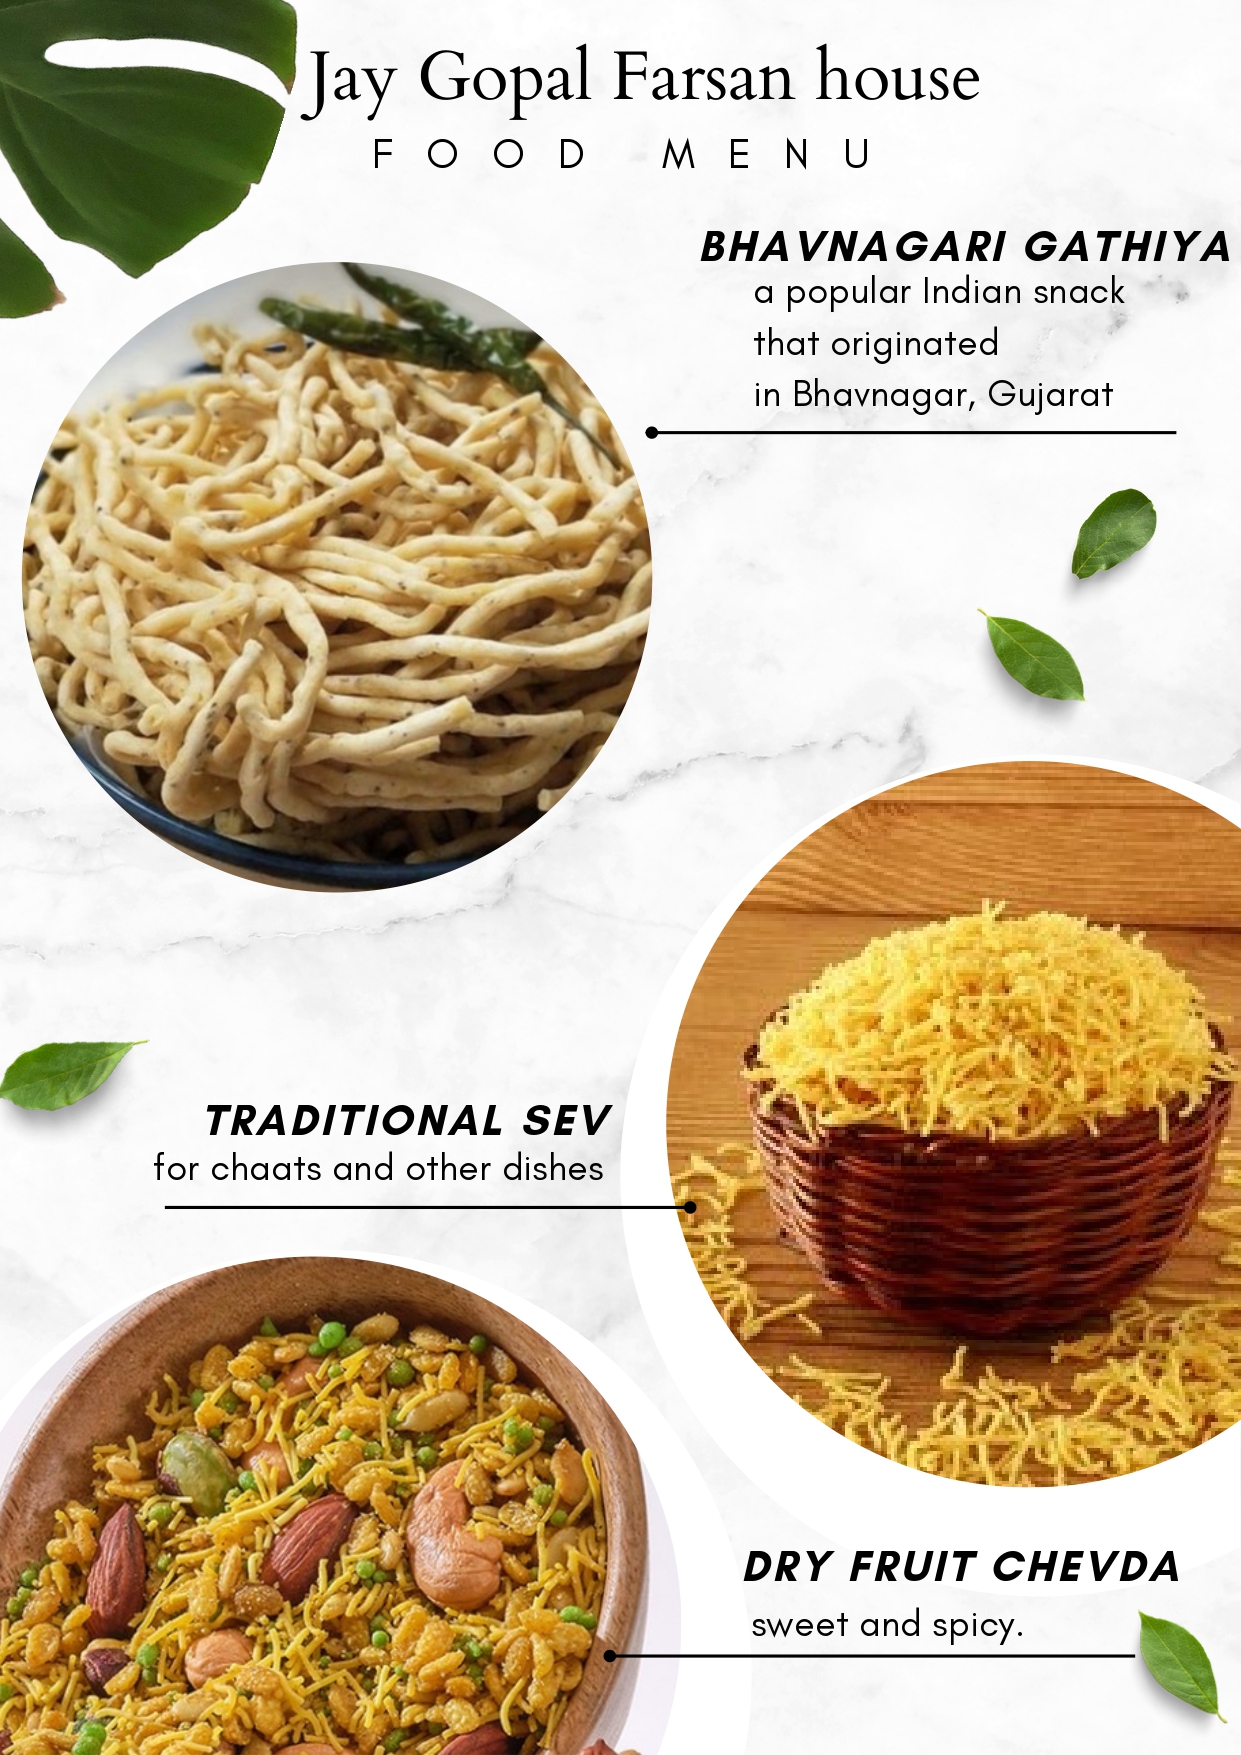 Jay Gopal Farsan house
FOOD MENU
BHAVNAGARI GATHIYA
a popular Indian snack
that originated
in Bhavnagar, Gujarat
TRADITIONAL SEV
for chaats and other dishes
DRY FRUIT CHEVDA
sweet and spicy.